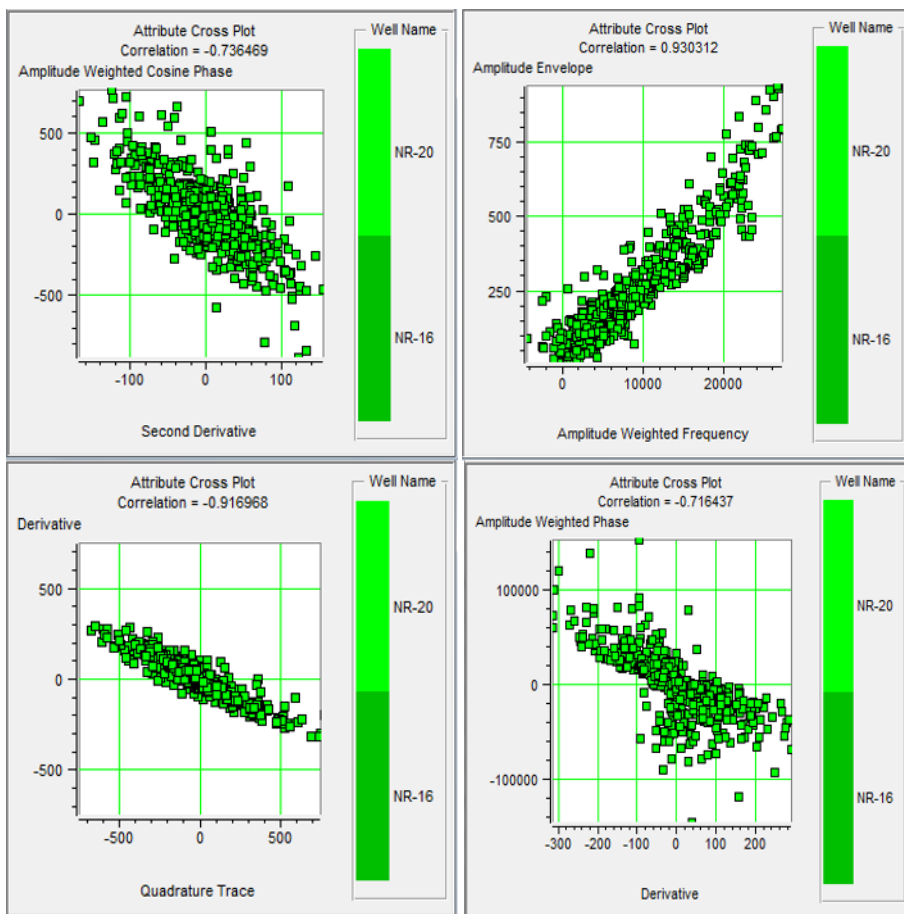 Attribute Cross Plot
Correlation = -0.736469
Amplitude Weighted Cosine Phase
500
0
-500
-100
0
100
Second Derivative
Well Name
NR-20
NR-16
Attribute Cross Plot
Correlation = 0.930312
Amplitude Envelope
750
500
250
0
10000
20000
Amplitude Weighted Frequency
Well Name
NR-20
NR-16
Attribute Cross Plot
Correlation = -0.916968
Derivative
500
0
-500
-500
0
500
Quadrature Trace
Well Name
NR-20
NR-16
Attribute Cross Plot
Correlation = -0.716437
Amplitude Weighted Phase
100000
0
-100000
-300
-200
-100
0
100
200
Derivative
Well Name
NR-20
NR-16